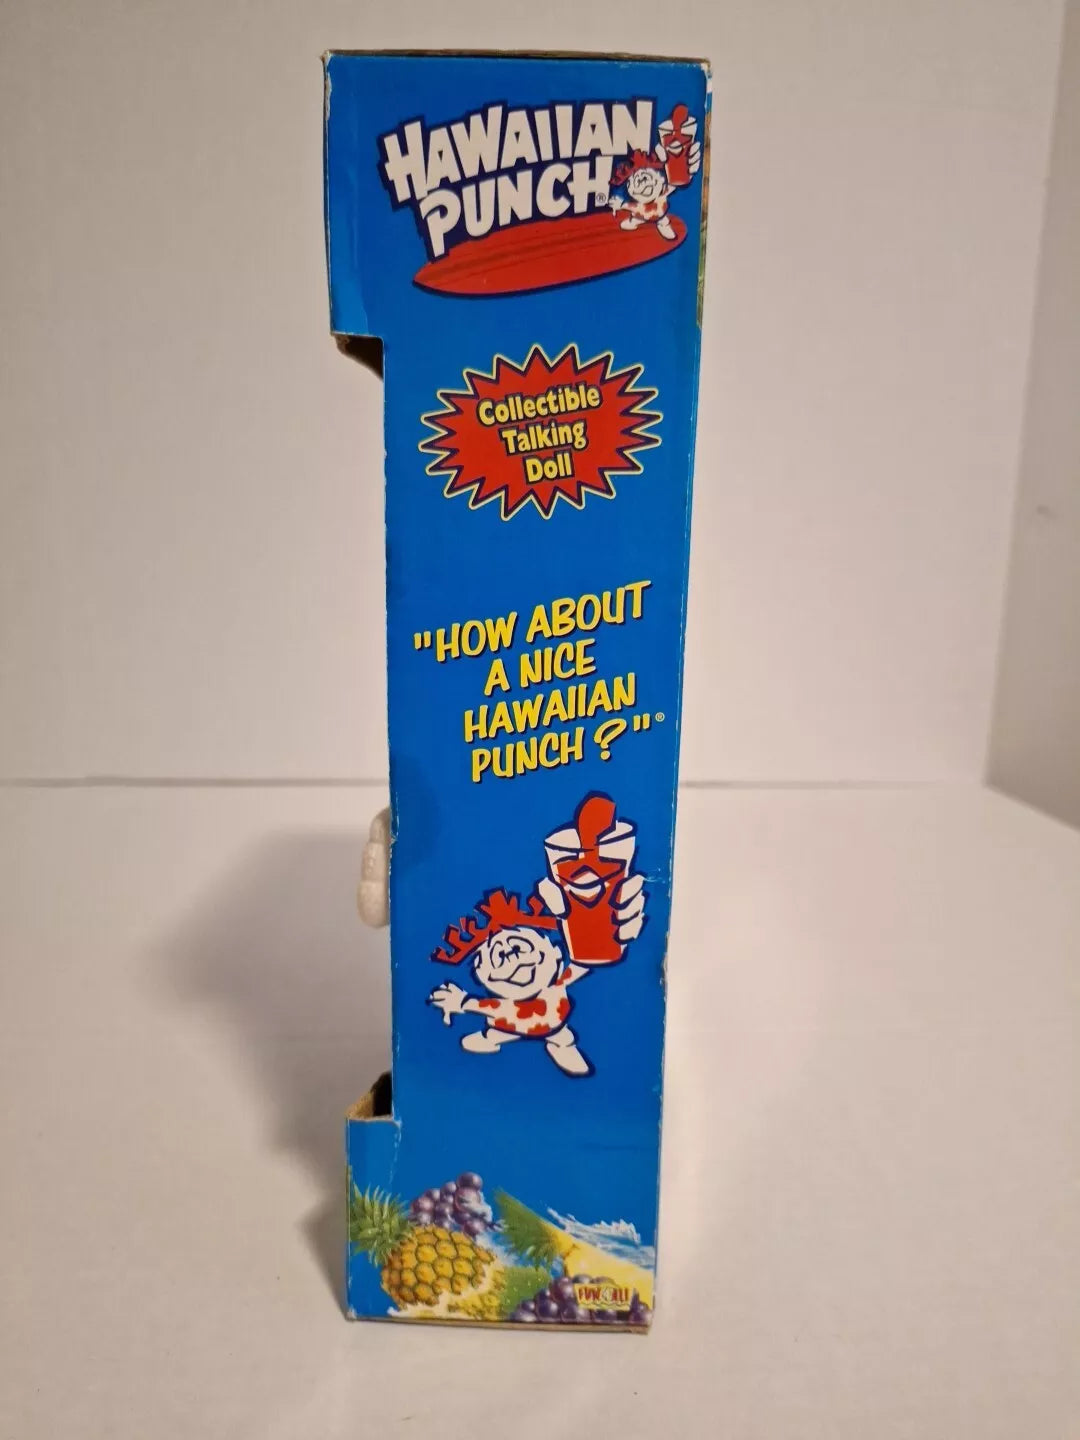 HAWAIIAN
PUNCH®
Collectible
Talking
Doll
"HOW ABOUT
A NICE
HAWAIIAN
PUNCH?"®